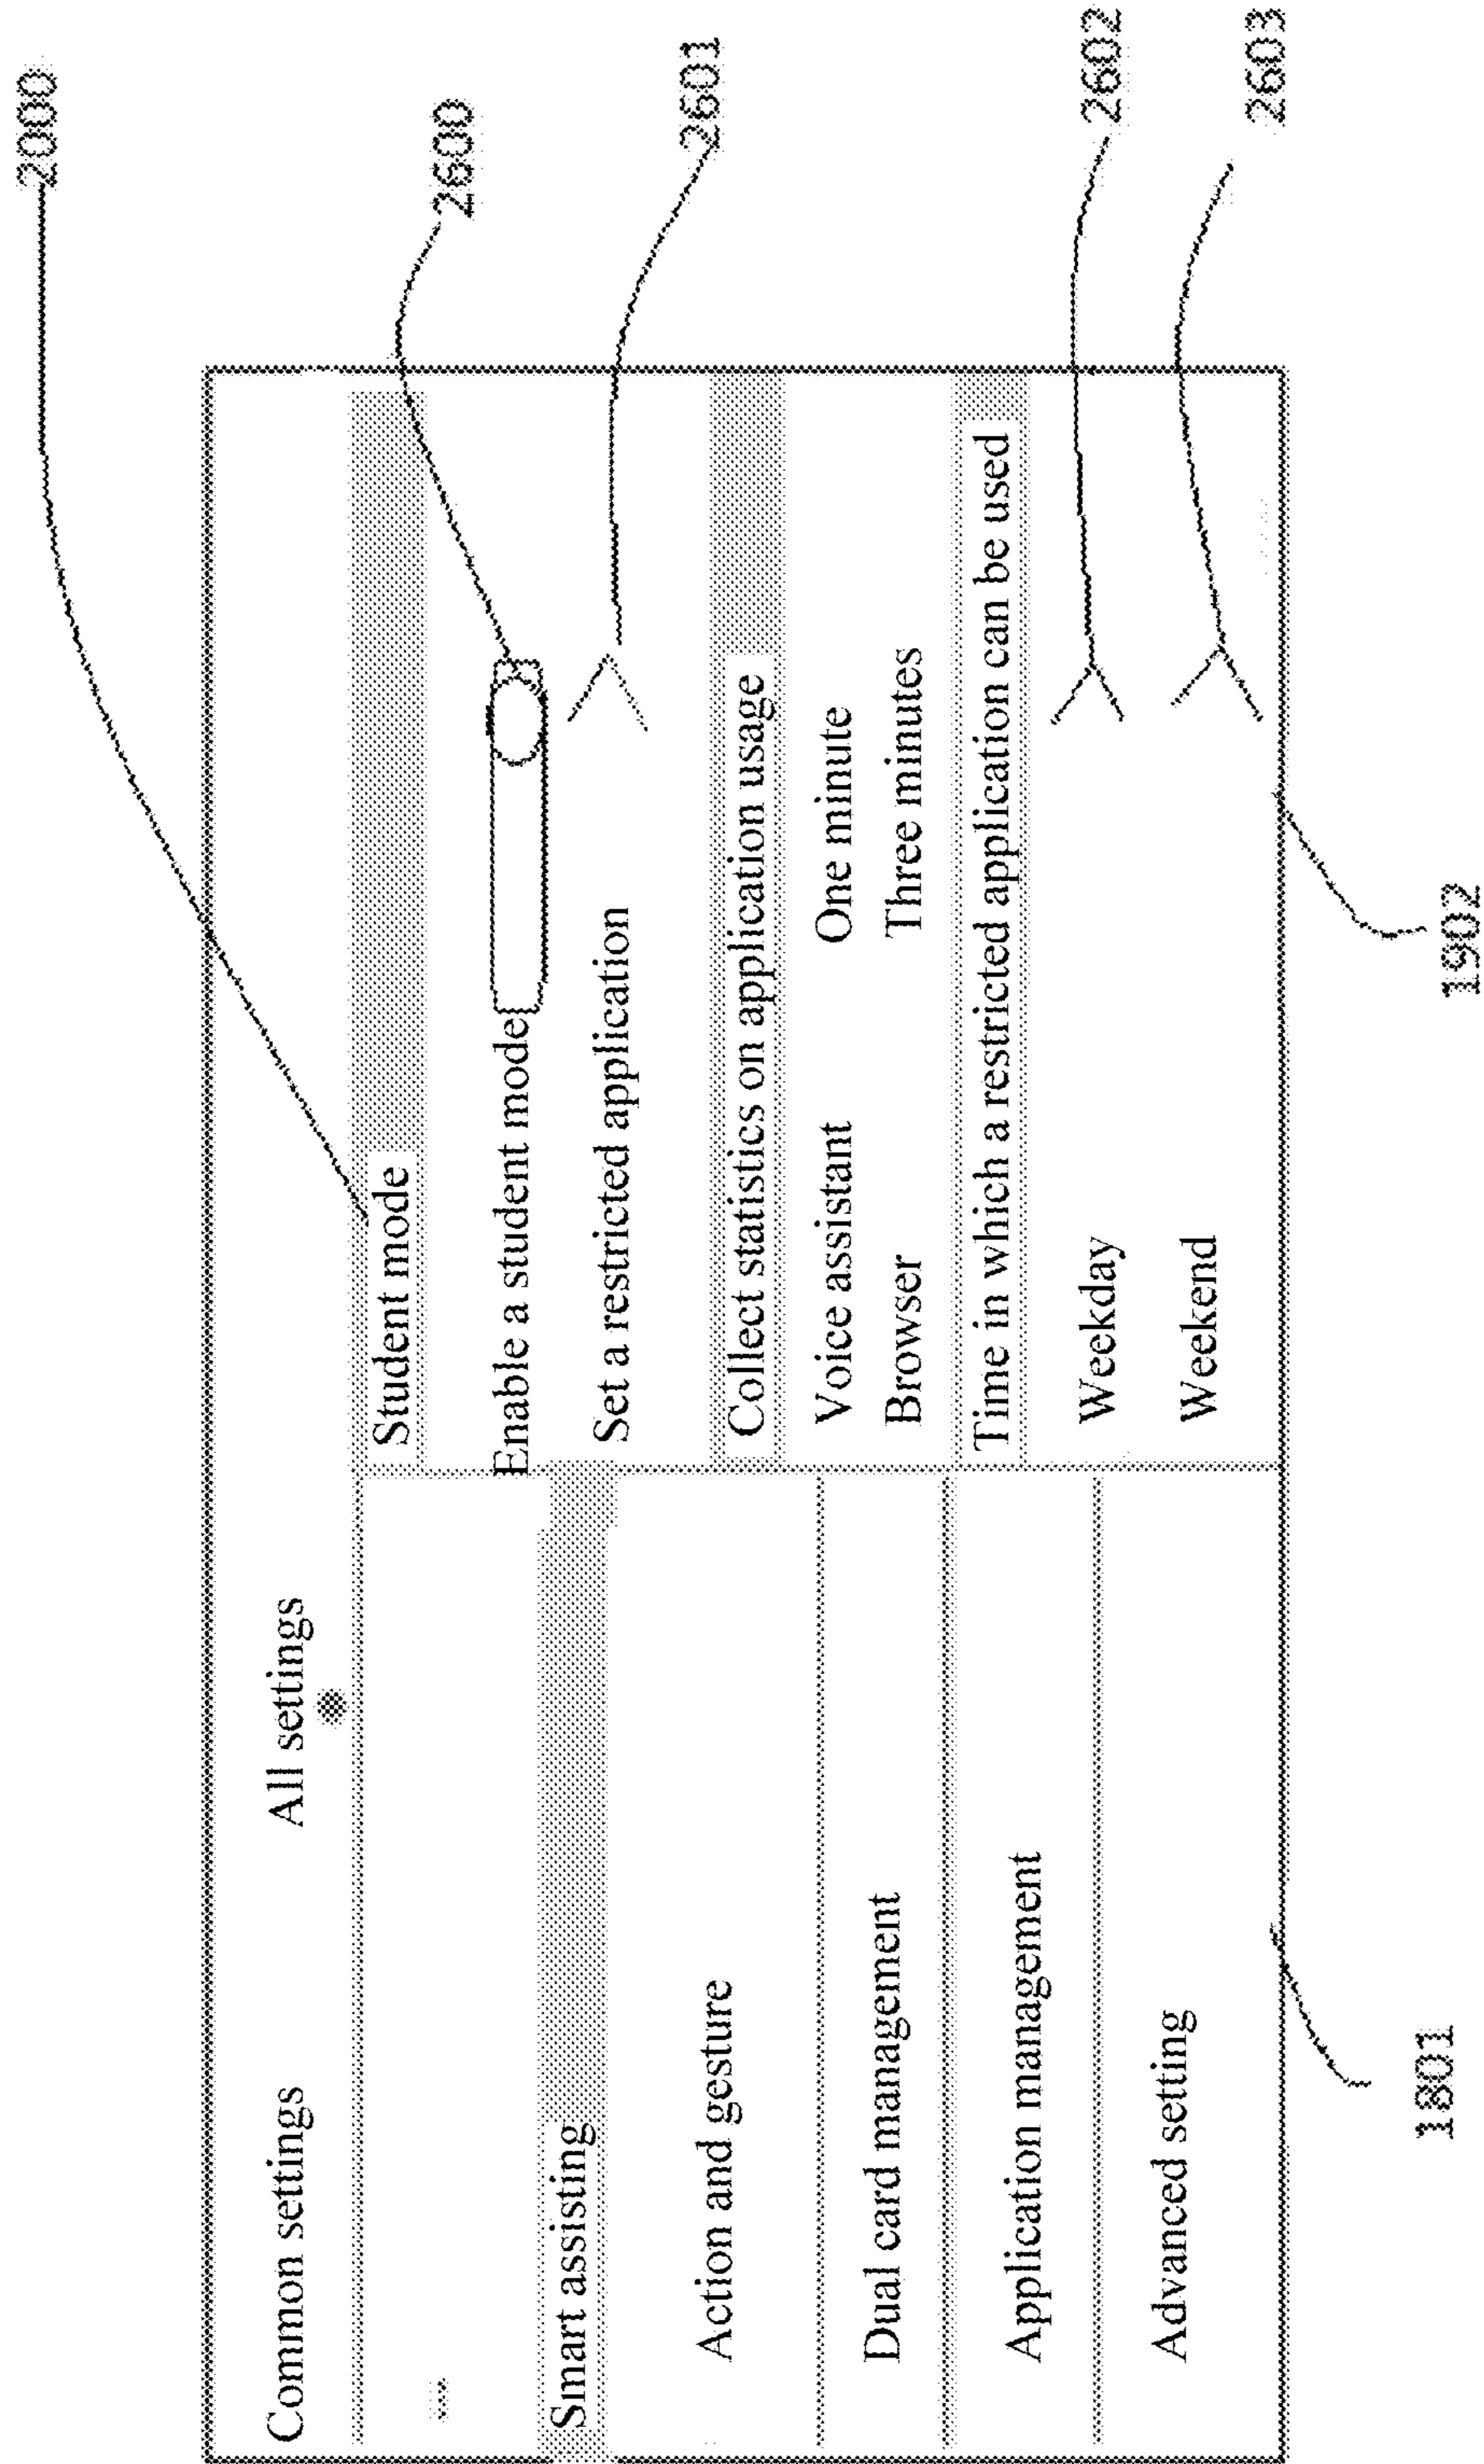 2000
Common settings All settings
Student mode
2600
Enable a student mode
Smart assisting
Set a restricted application
2601
Action and gesture
Collect statistics on application usage
Voice assistant One minute
Dual card management
Browser Three minutes
Time in which a restricted application can be used
Application management
Weekday
2602
Advanced setting
Weekend
2603
1801
1902